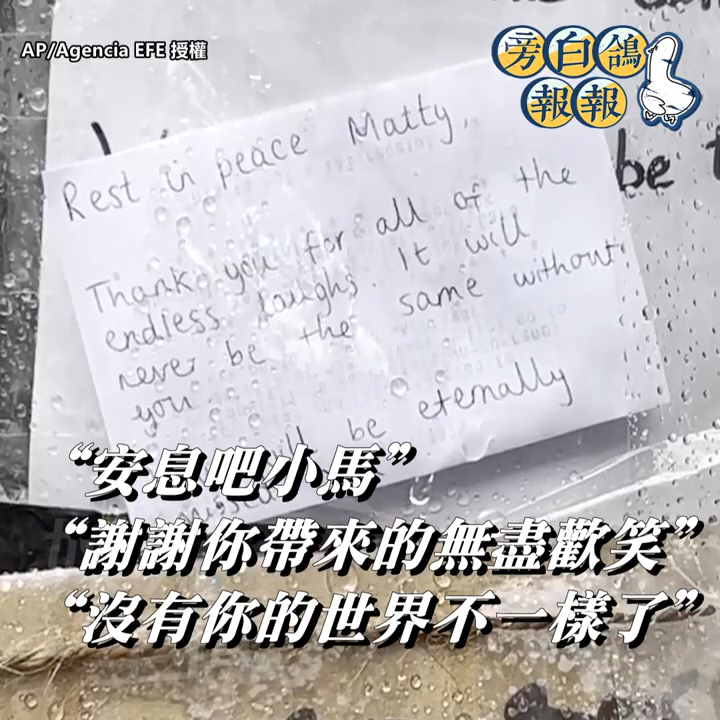 AP/Agencia EFE 授權
旁白鴿
報報
Rest in peace Matty,
Thank you for all of the
endless laughs. It will
never be the same without
you
be eternally
be
“安息吧小馬”
“謝謝你帶來的無盡歡笑”
“沒有你的世界不一樣了”